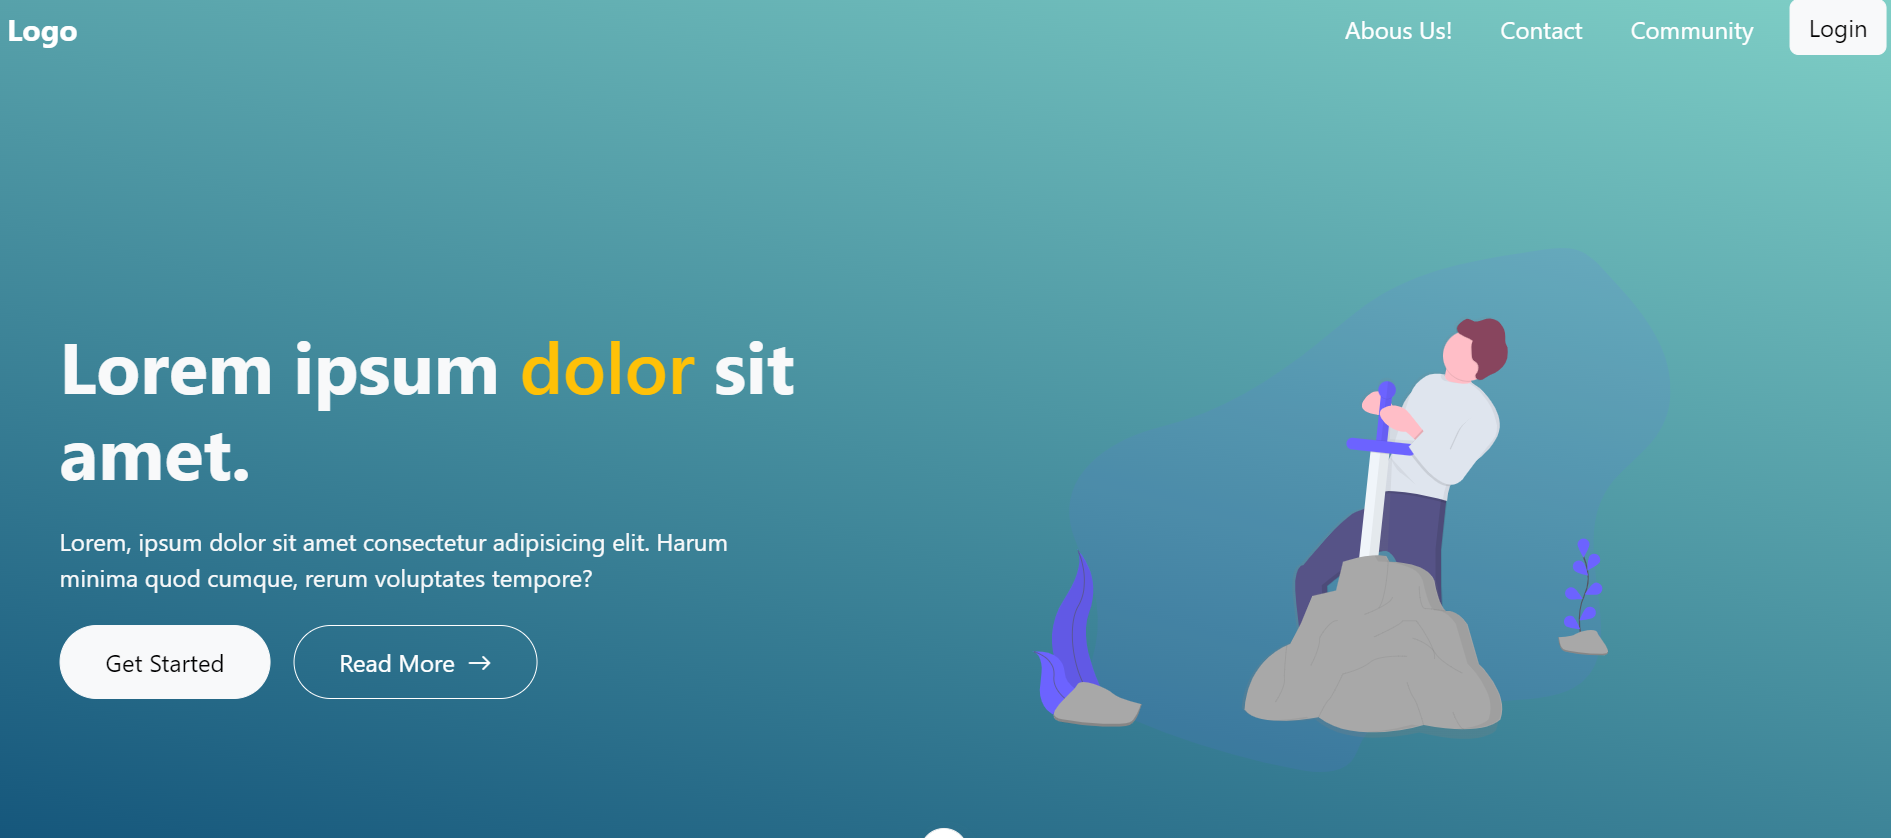 Logo
Abous Us!
Contact
Community
Login
Lorem ipsum dolor sit
amet.
Lorem, ipsum dolor sit amet consectetur adipisicing elit. Harum
minima quod cumque, rerum voluptates tempore?
Get Started
Read More →